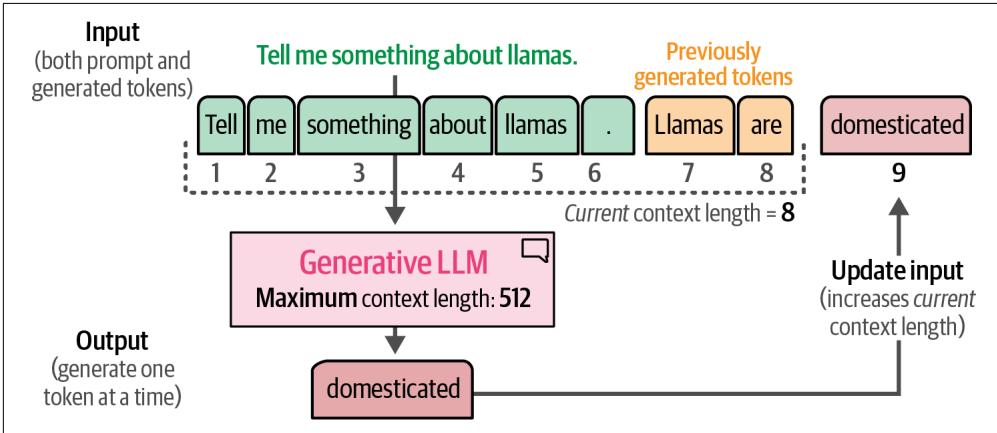 Input
(both prompt and
generated tokens)
Tell me something about llamas.
Previously
generated tokens
Tell me something about llamas . Llamas are domesticated
1 2 3 4 5 6 7 8 9
Current context length = 8
Generative LLM
Maximum context length: 512
Update input
(increases current
context length)
Output
(generate one
token at a time)
domesticated